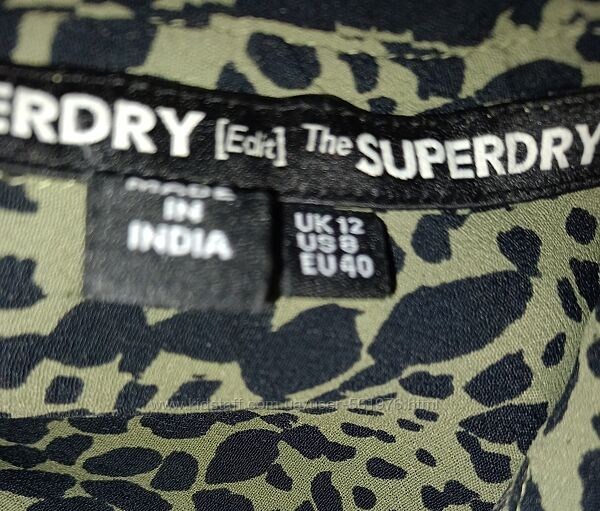 ERDRY [Edit] The SUPERDRY
MADE
IN
INDIA
UK 12
US 8
EU 40